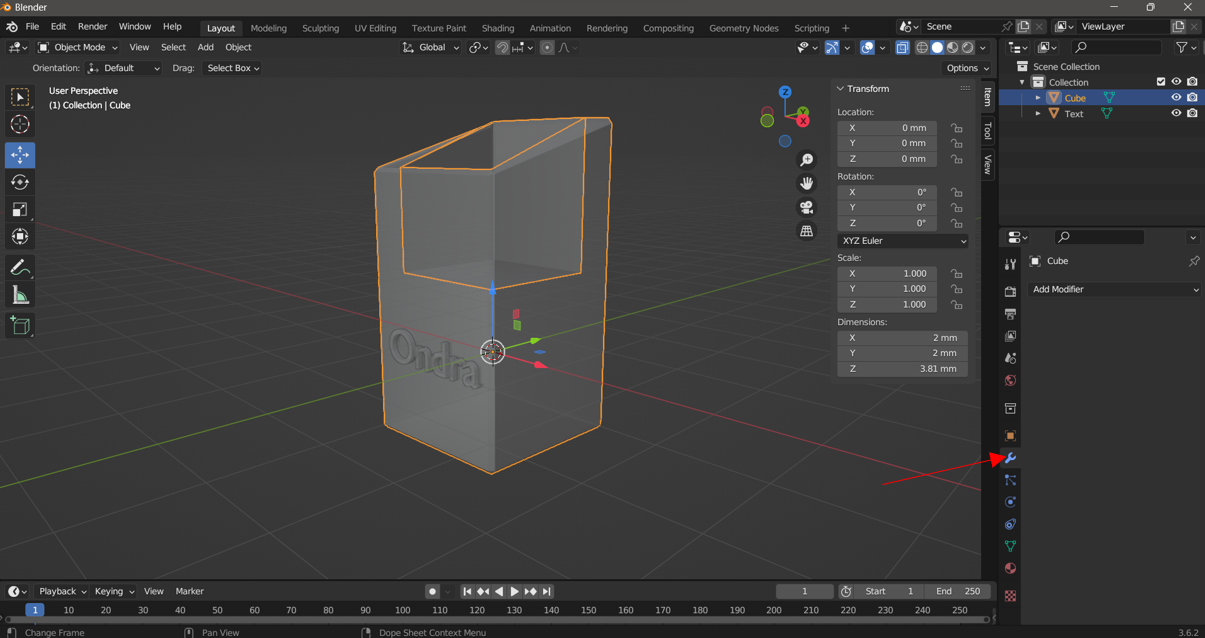 Blender
File Edit Render Window Help Layout Modeling Sculpting UV Editing Texture Paint Shading Animation Rendering Compositing Geometry Nodes Scripting + Scene ViewLayer
Object Mode View Select Add Object Global
Orientation: Default Drag: Select Box Options
User Perspective
(1) Collection | Cube
Z
Y
X
Ondra
Transform
Location:
X 0 mm
Y 0 mm
Z 0 mm
Rotation:
X 0°
Y 0°
Z 0°
XYZ Euler
Scale:
X 1.000
Y 1.000
Z 1.000
Dimensions:
X 2 mm
Y 2 mm
Z 3.81 mm
Item
Tool
View
Scene Collection
Collection
Cube
Text
Cube
Add Modifier
Playback Keying View Marker 1 Start 1 End 250
1 10 20 30 40 50 60 70 80 90 100 110 120 130 140 150 160 170 180 190 200 210 220 230 240 250
Change Frame Pan View Dope Sheet Context Menu 3.6.2